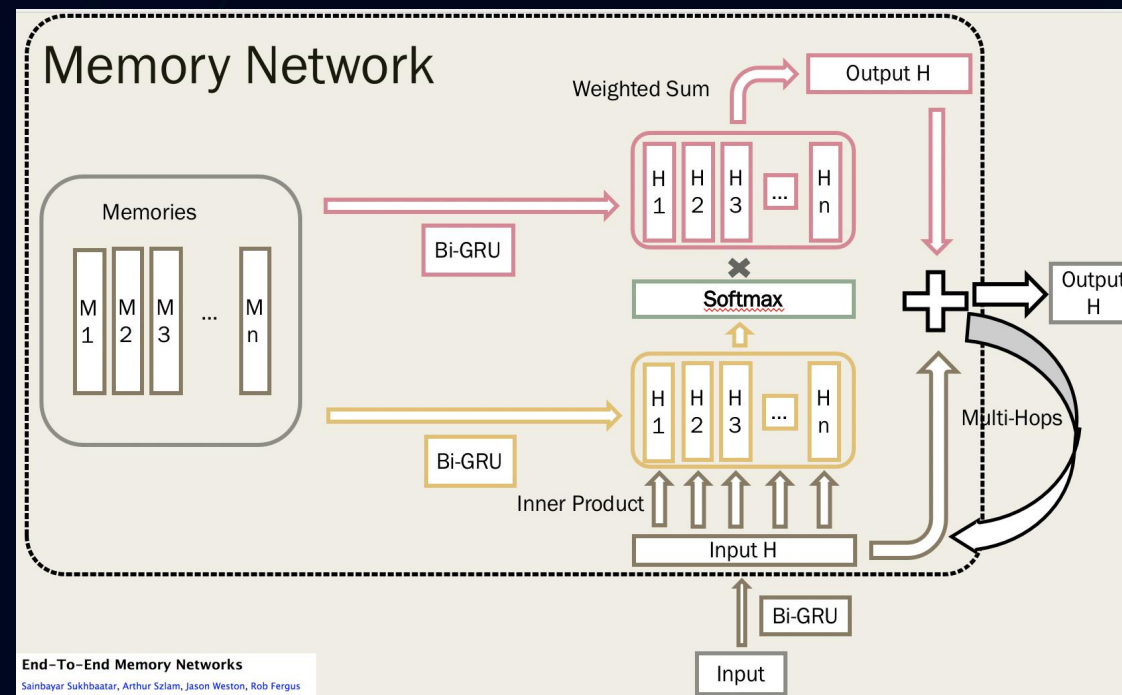 Memory Network
Weighted Sum
Output H
Memories
M 1
M 2
M 3
...
M n
Bi-GRU
H 1
H 2
H 3
...
H n
Softmax
Output H
Bi-GRU
H 1
H 2
H 3
...
H n
Multi-Hops
Inner Product
Input H
Bi-GRU
Input
End-To-End Memory Networks
Sainbayar Sukhbaatar, Arthur Szlam, Jason Weston, Rob Fergus